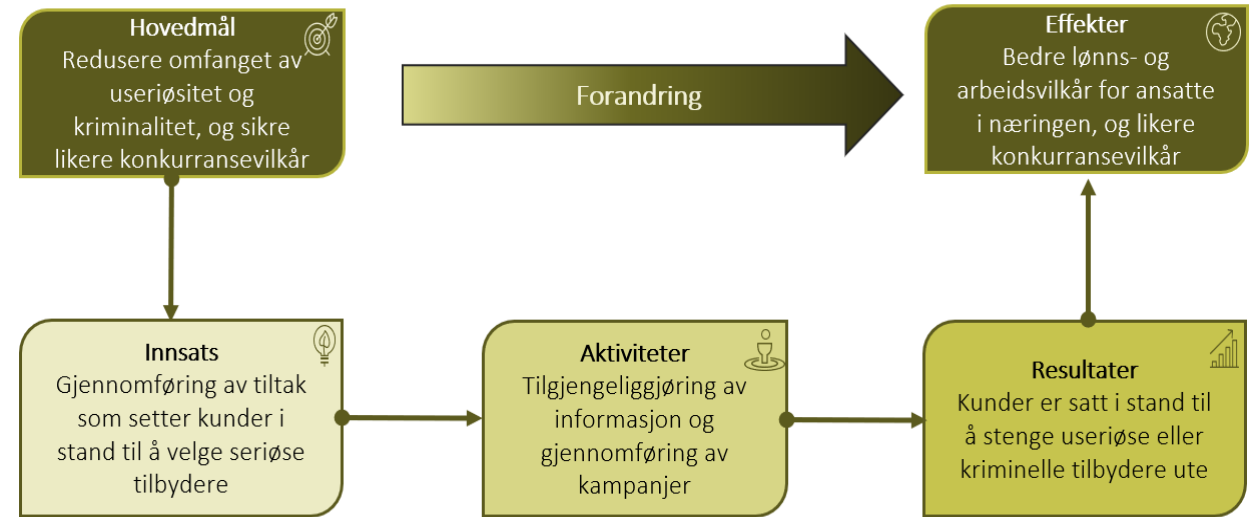 Hovedmål
Redusere omfanget av
useriøsitet og
kriminalitet, og sikre
likere konkurransevilkår
Forandring
Effekter
Bedre lønns- og
arbeidsvilkår for ansatte
i næringen, og likere
konkurransevilkår
Innsats
Gjennomføring av tiltak
som setter kunder i
stand til å velge seriøse
tilbydere
Aktiviteter
Tilgjengeliggjøring av
informasjon og
gjennomføring av
kampanjer
Resultater
Kunder er satt i stand til
å stenge useriøse eller
kriminelle tilbydere ute